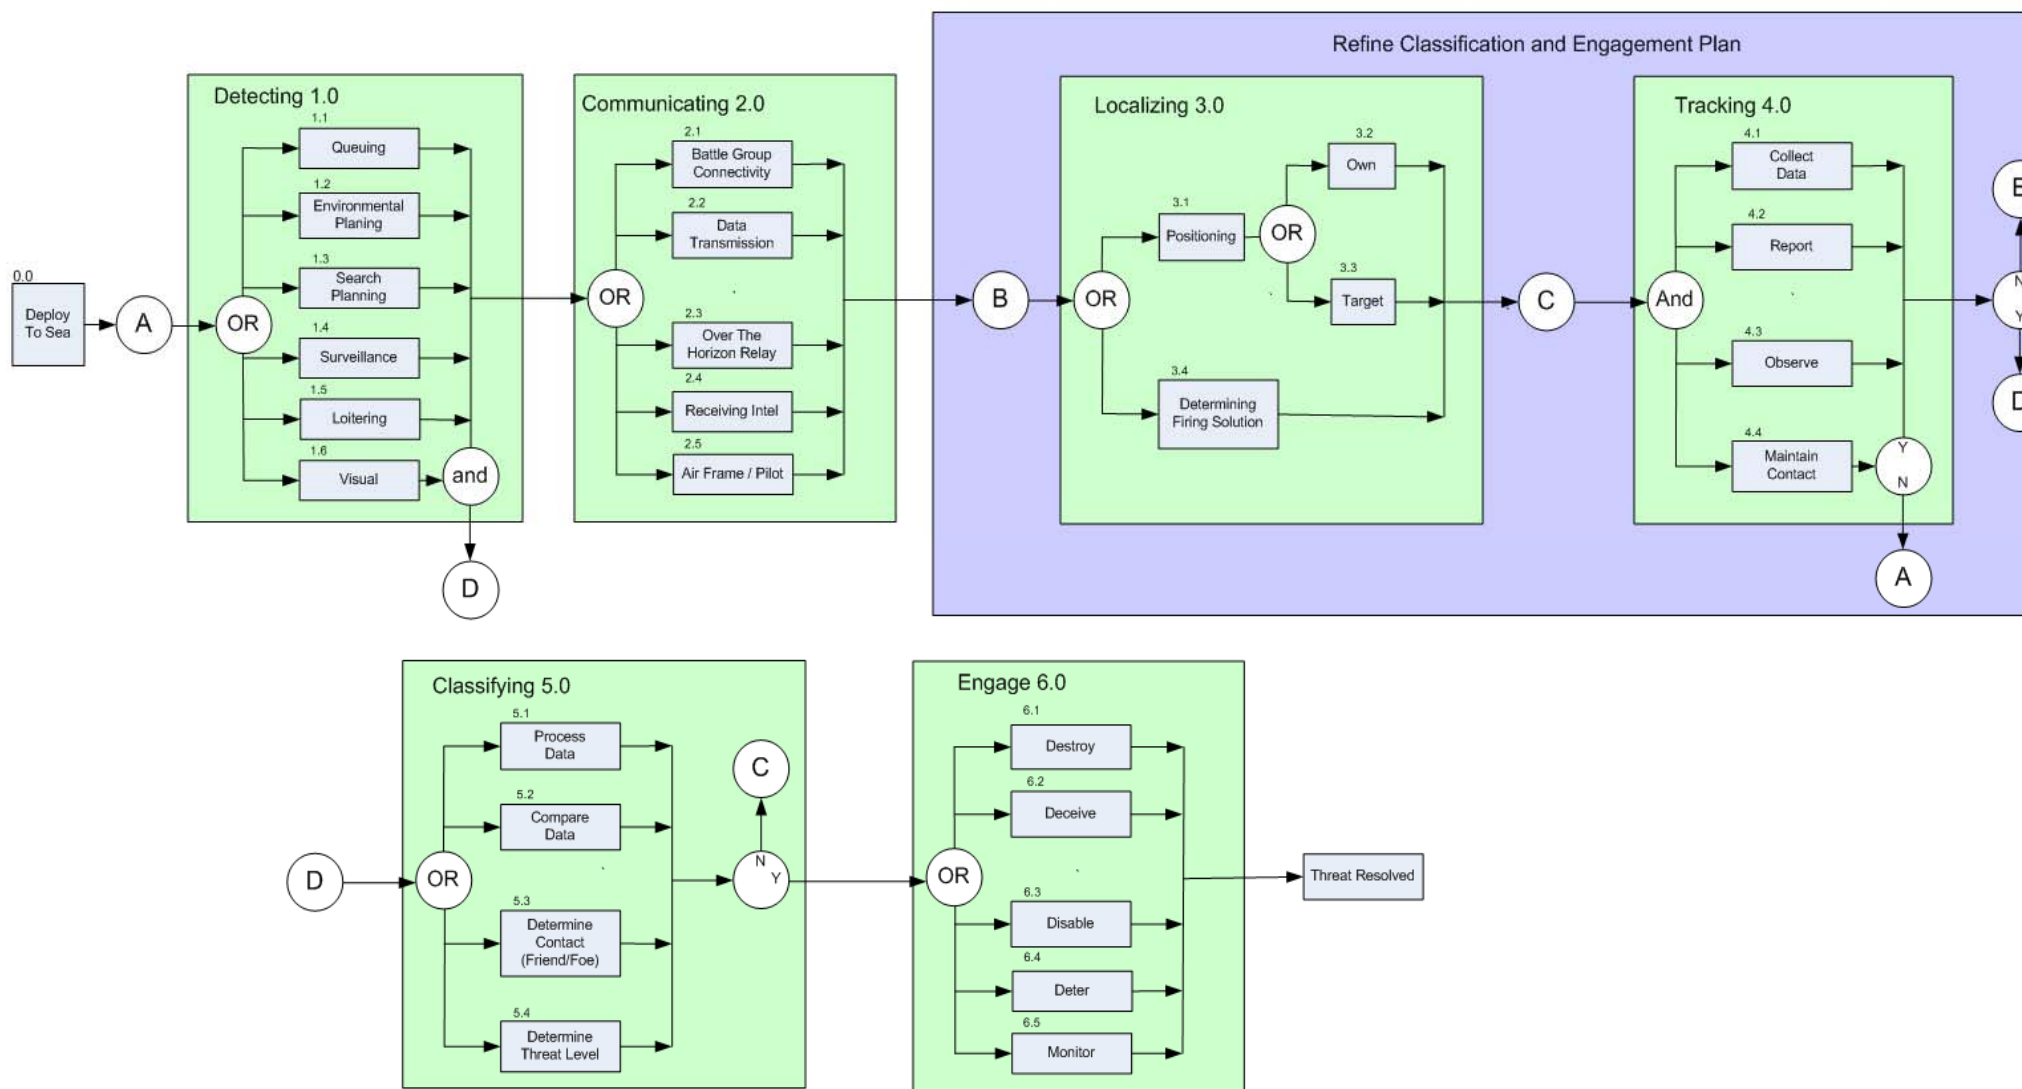 Refine Classification and Engagement Plan
Detecting 1.0
1.1
Queuing
1.2
Environmental
Planing
1.3
Search
Planning
1.4
Surveillance
1.5
Loitering
1.6
Visual
0.0
Deploy
To Sea
A
OR
and
D
Communicating 2.0
2.1
Battle Group
Connectivity
2.2
Data
Transmission
2.3
Over The
Horizon Relay
2.4
Receiving Intel
2.5
Air Frame / Pilot
OR
B
Localizing 3.0
OR
3.1
Positioning
OR
3.2
Own
3.3
Target
3.4
Determining
Firing Solution
C
Tracking 4.0
And
4.1
Collect
Data
4.2
Report
4.3
Observe
4.4
Maintain
Contact
Y
N
A
N
Y
D
Classifying 5.0
D
OR
5.1
Process
Data
5.2
Compare
Data
5.3
Determine
Contact
(Friend/Foe)
5.4
Determine
Threat Level
C
N
Y
Engage 6.0
OR
6.1
Destroy
6.2
Deceive
6.3
Disable
6.4
Deter
6.5
Monitor
Threat Resolved